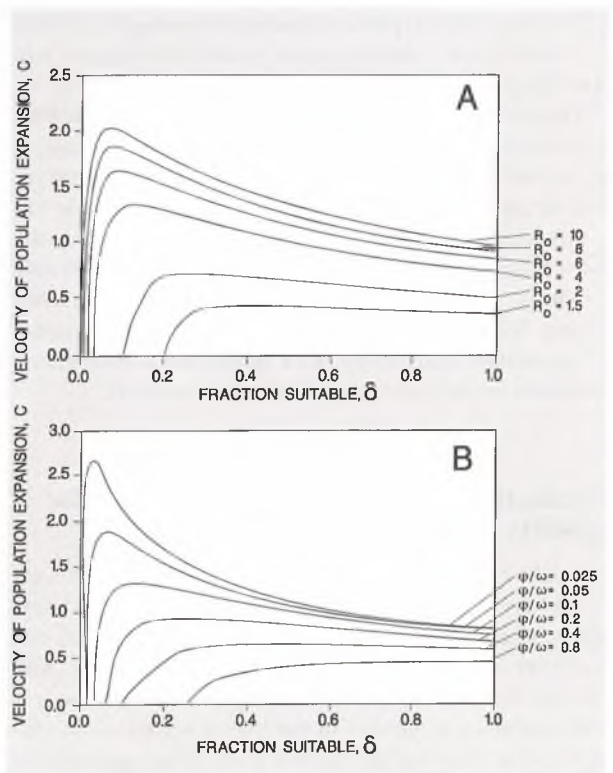 A
VELOCITY OF POPULATION EXPANSION, C
2.5
2.0
1.5
1.0
0.5
0.0
0.0 0.2 0.4 0.6 0.8 1.0
FRACTION SUITABLE, δ
R₀ = 10
R₀ = 8
R₀ = 6
R₀ = 4
R₀ = 2
R₀ = 1.5
B
VELOCITY OF POPULATION EXPANSION, C
3.0
2.5
2.0
1.5
1.0
0.5
0.0
0.0 0.2 0.4 0.6 0.8 1.0
FRACTION SUITABLE, δ
φ/ω= 0.025
φ/ω= 0.05
φ/ω= 0.1
φ/ω= 0.2
φ/ω= 0.4
φ/ω= 0.8